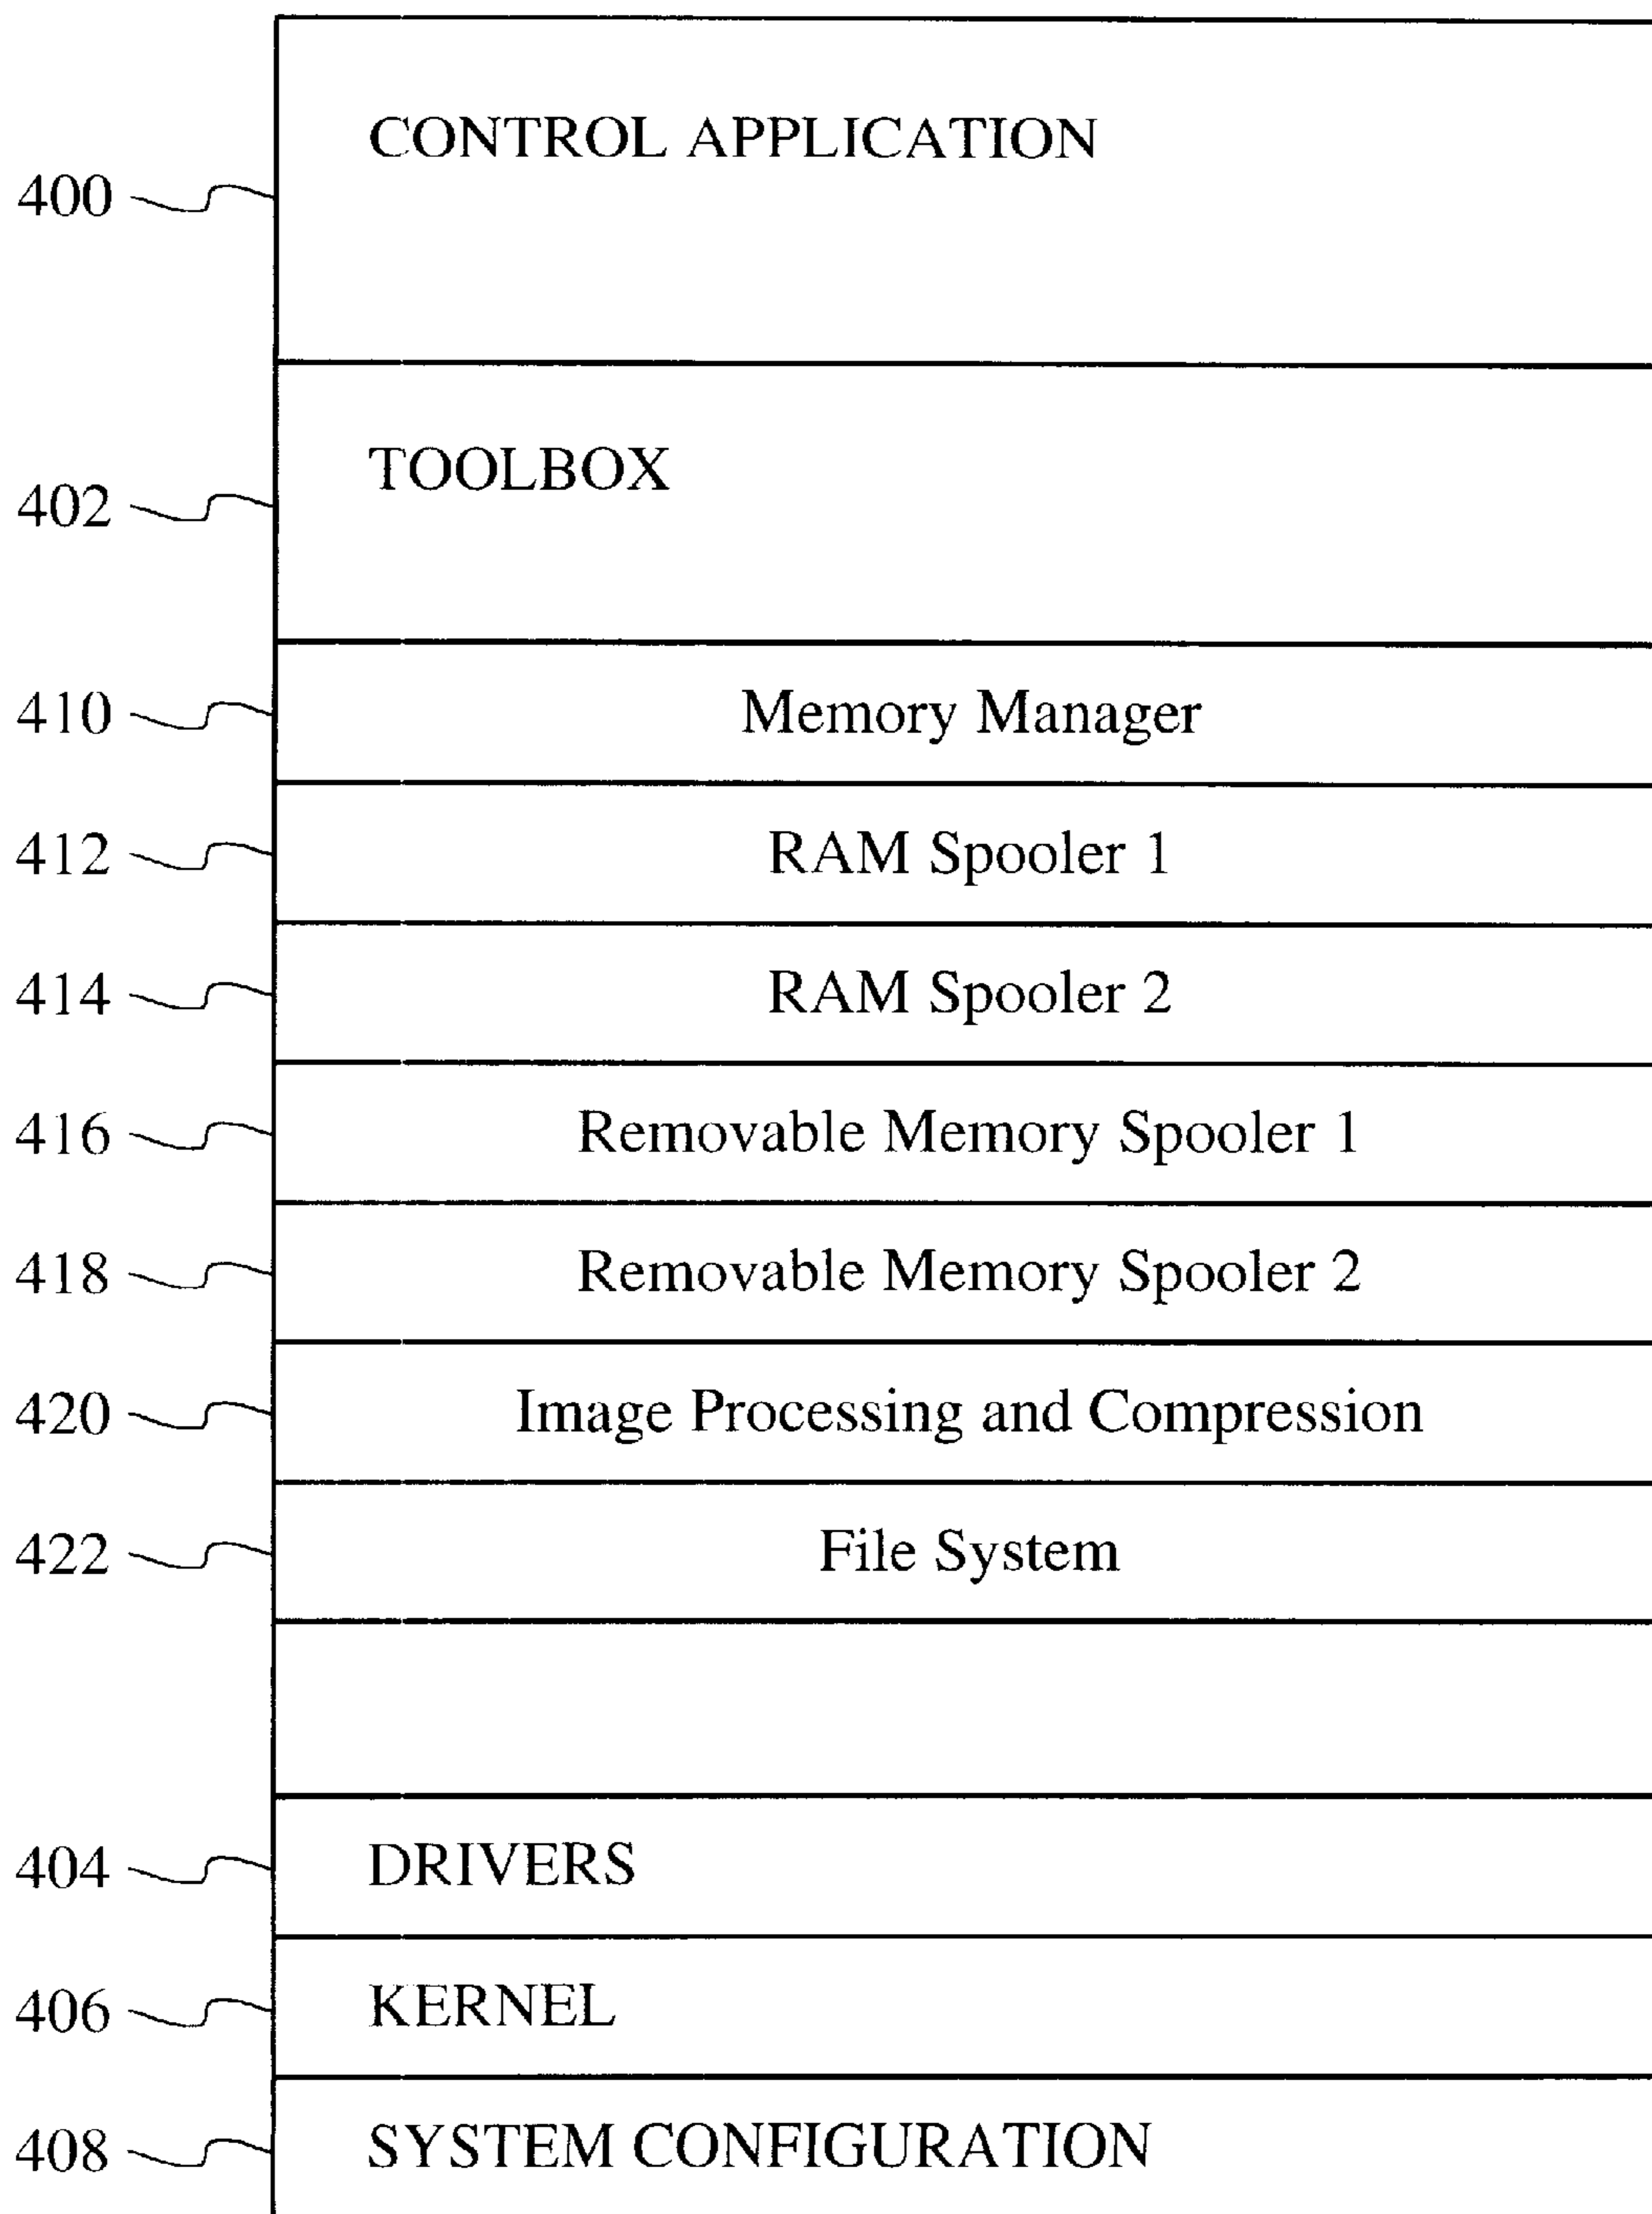 CONTROL APPLICATION
400
TOOLBOX
402
410 Memory Manager
412 RAM Spooler 1
414 RAM Spooler 2
416 Removable Memory Spooler 1
418 Removable Memory Spooler 2
420 Image Processing and Compression
422 File System
404 DRIVERS
406 KERNEL
408 SYSTEM CONFIGURATION